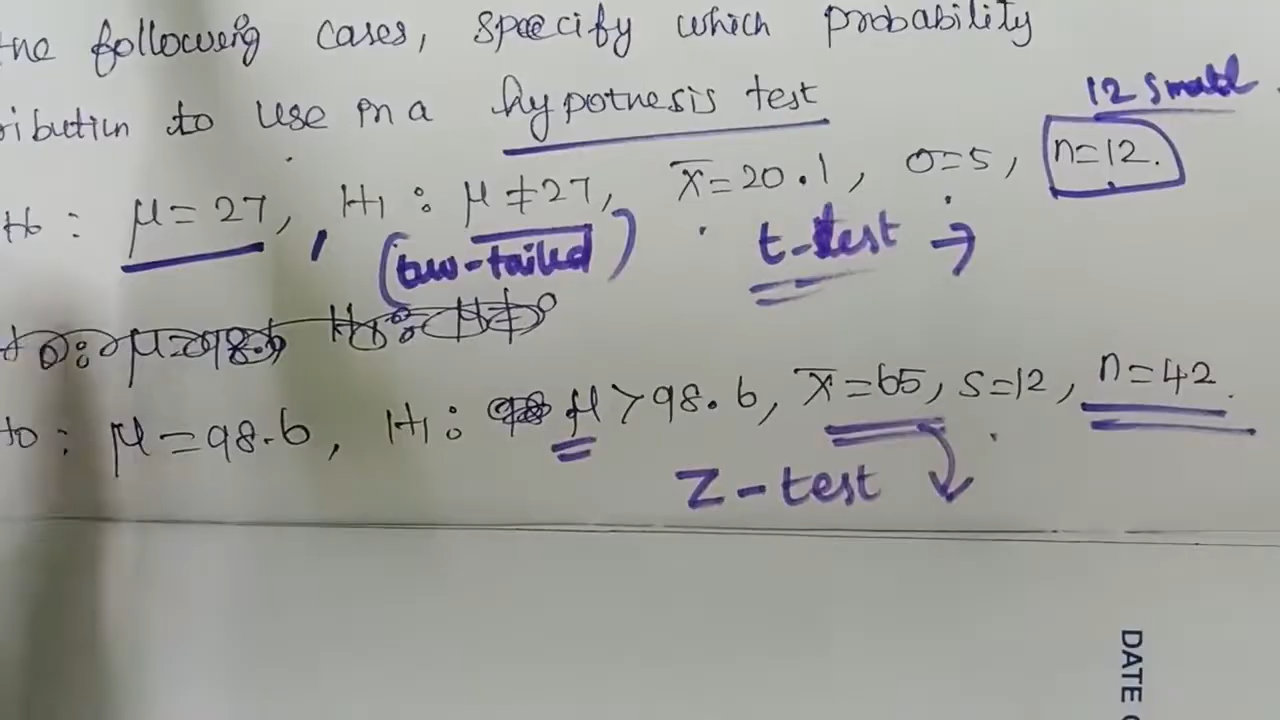 the following cases, specify which probability
ribution to use in a hypothesis test
12 small
H₀ : μ = 27, H₁ : μ ≠ 27, x̄ = 20.1, σ = 5, n = 12.
(two-tailed) t-test →
H₀ : μ = 98.6, H₁ : μ > 98.6, x̄ = 65, s = 12, n = 42.
Z - test
DATE